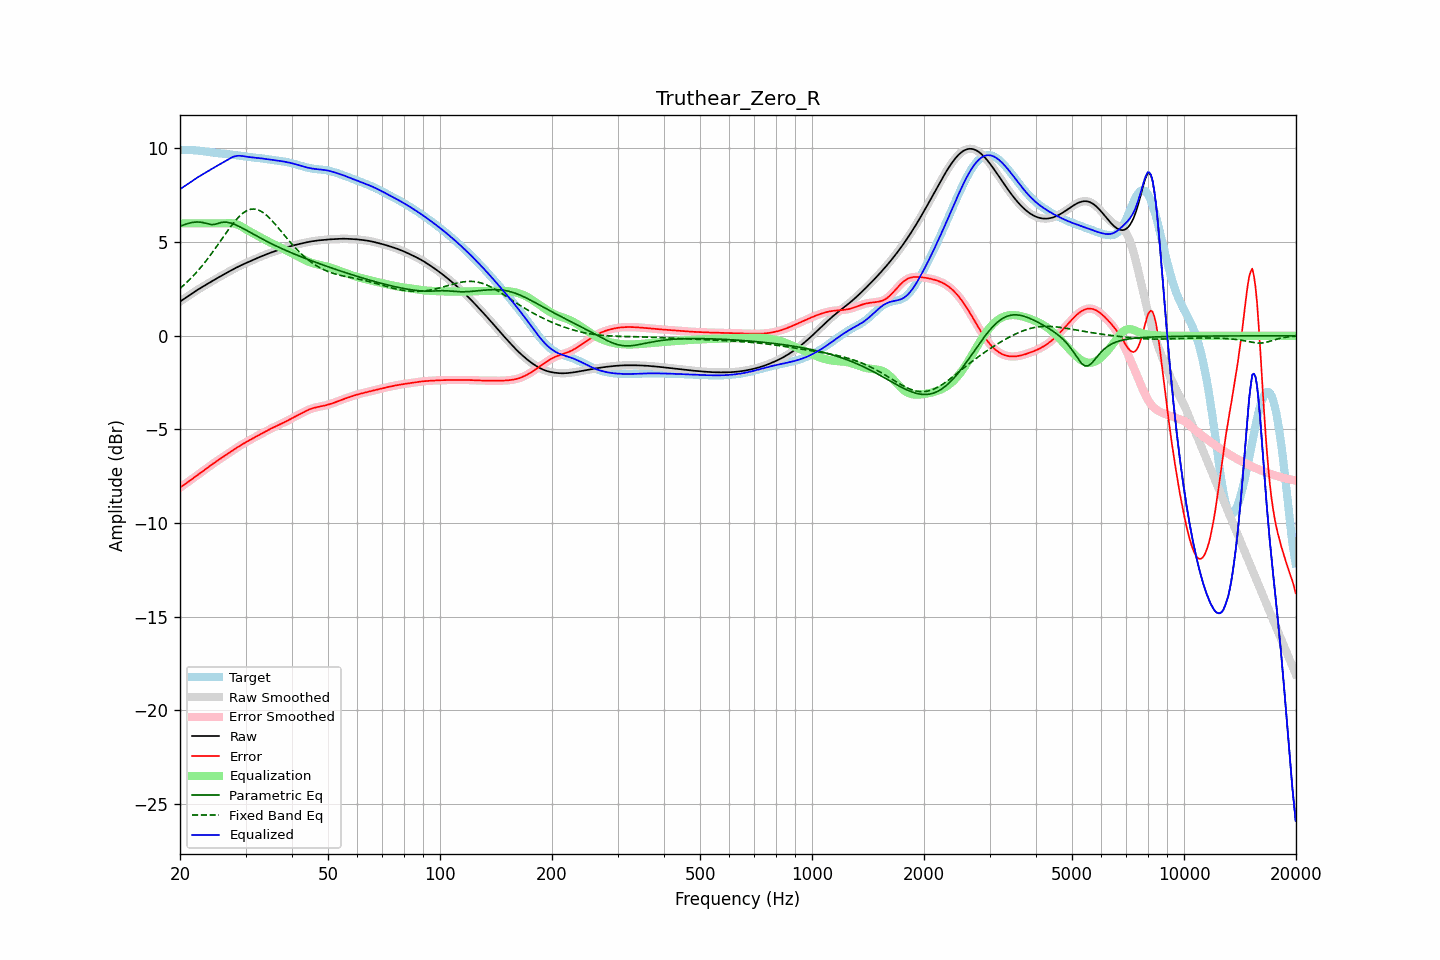 Truthear_Zero_R
10
5
0
−5
−10
−15
−20
−25
Amplitude (dBr)
Target
Raw Smoothed
Error Smoothed
Raw
Error
Equalization
Parametric Eq
Fixed Band Eq
Equalized
20 50 100 200 500 1000 2000 5000 10000 20000
Frequency (Hz)